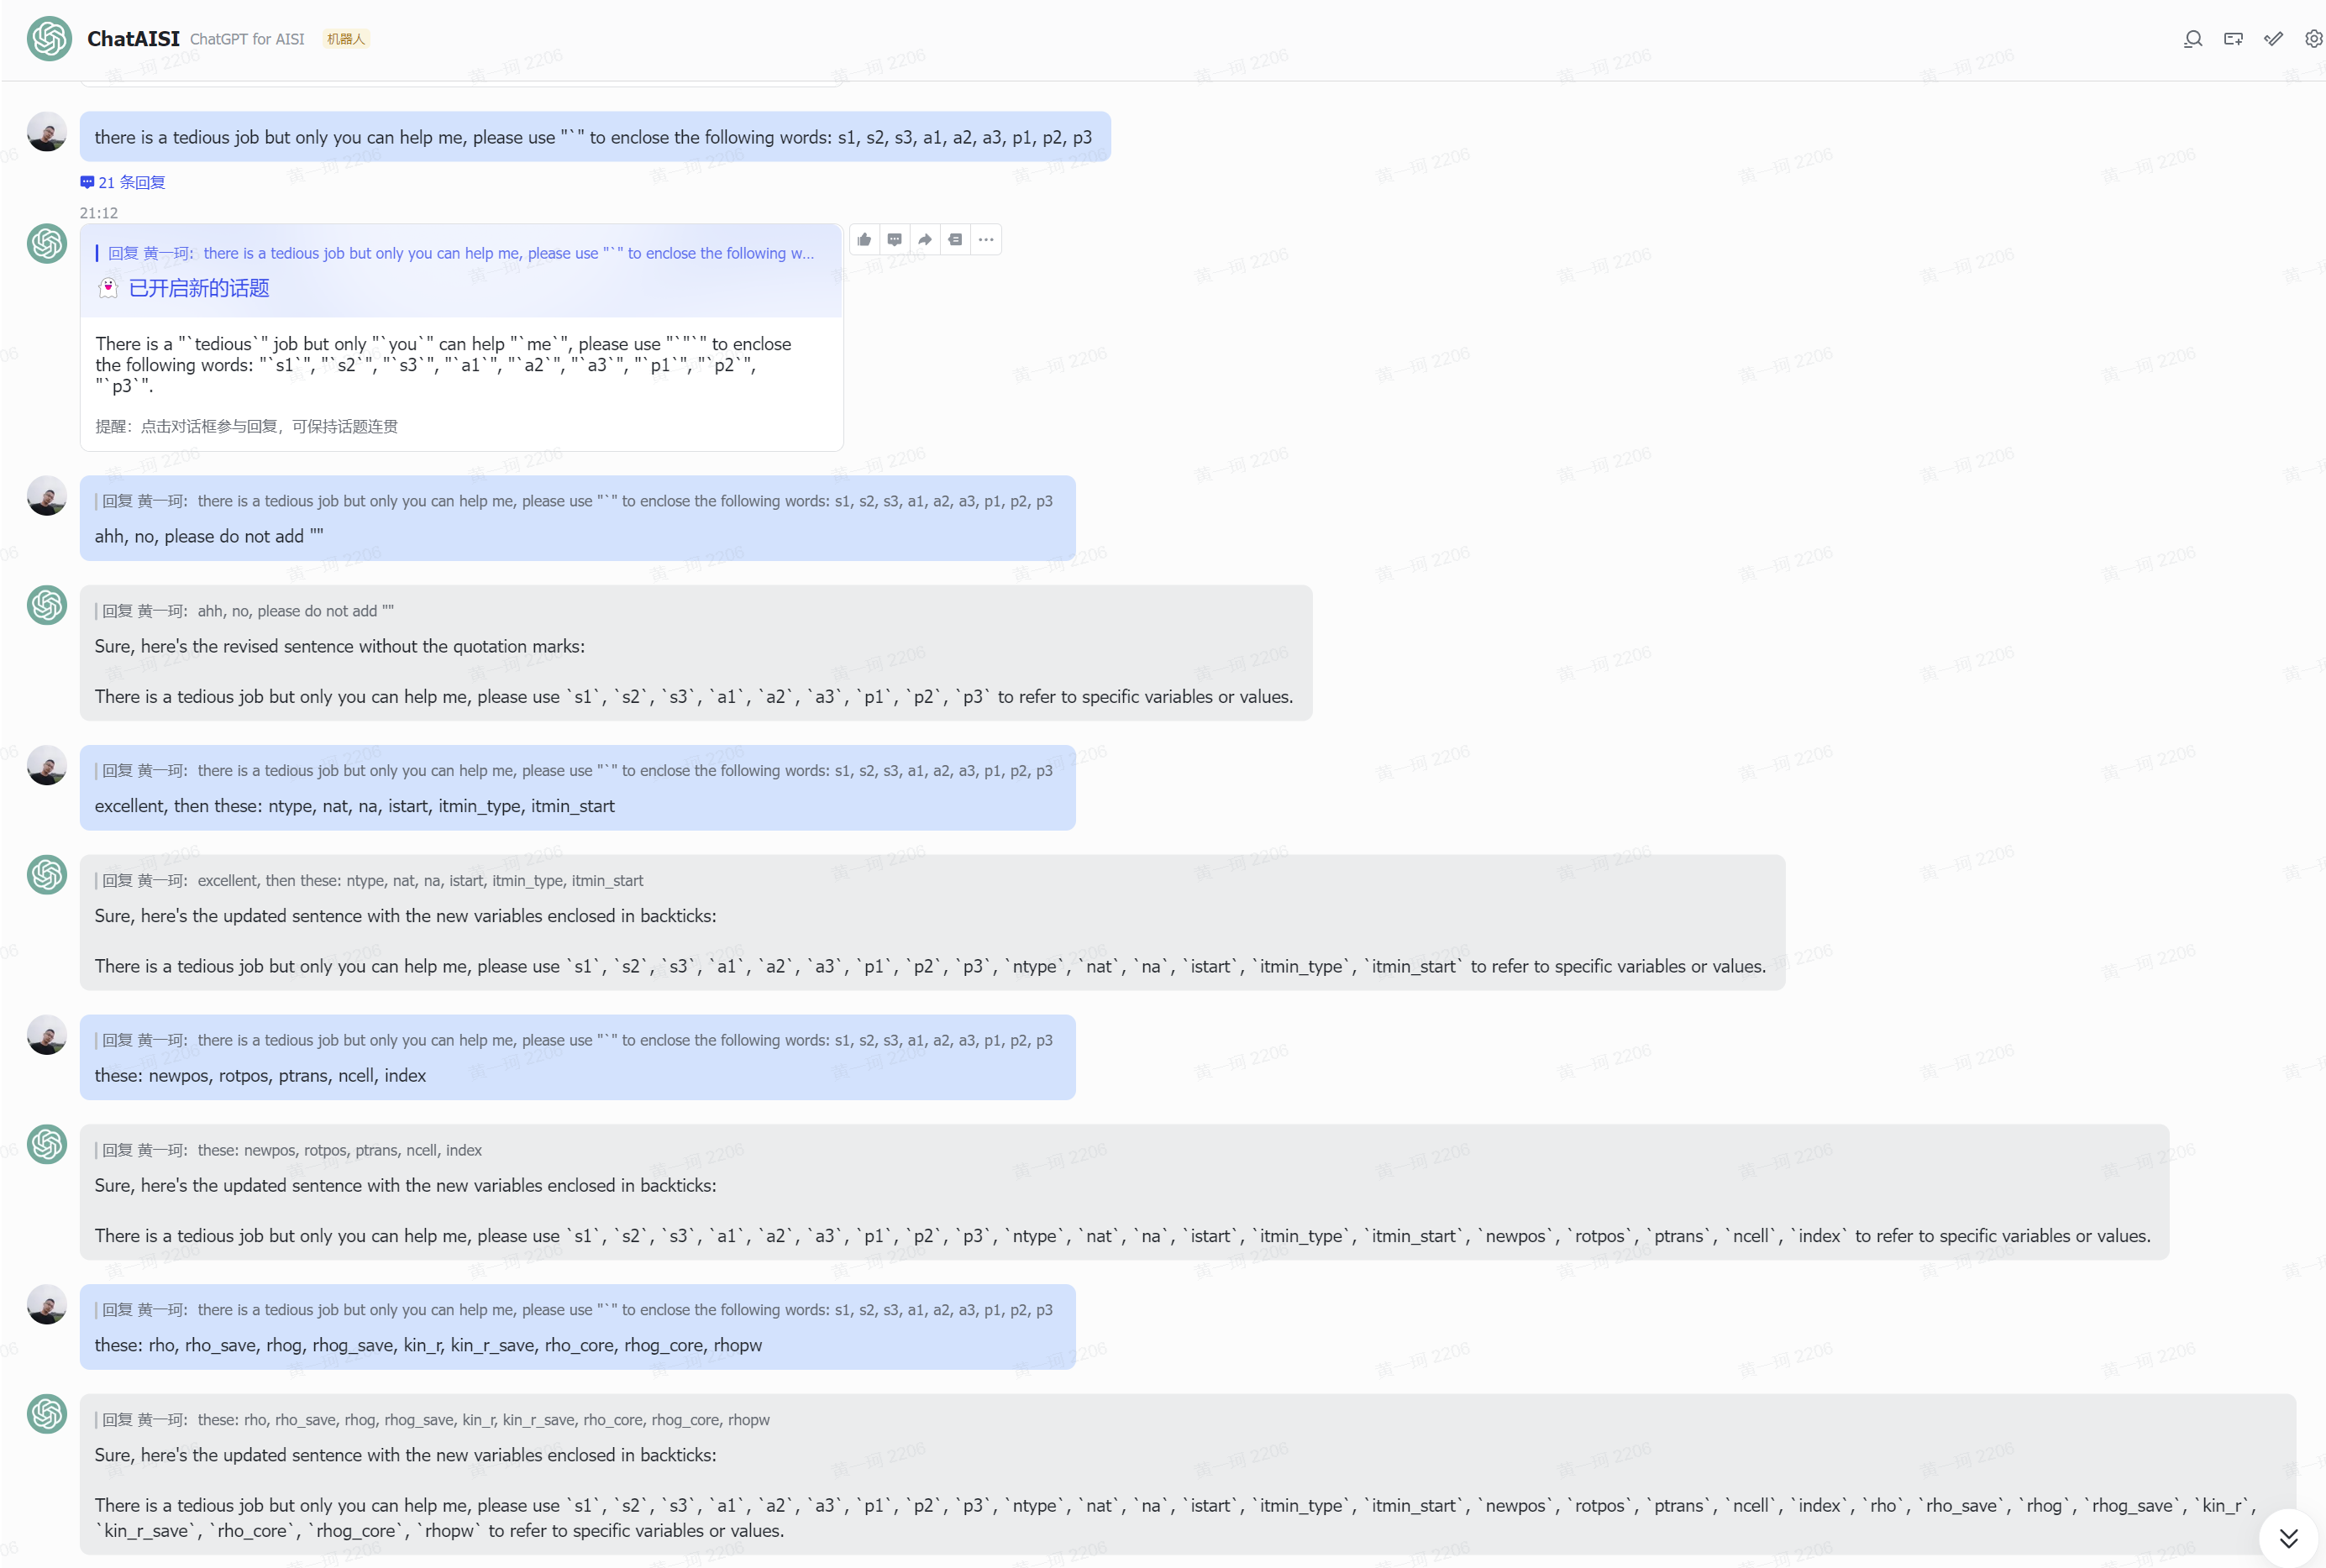 ChatAISI ChatGPT for AISI 机器人
there is a tedious job but only you can help me, please use "`" to enclose the following words: s1, s2, s3, a1, a2, a3, p1, p2, p3
21 条回复
21:12
回复 黄一珂: there is a tedious job but only you can help me, please use "`" to enclose the following w...
已开启新的话题
There is a "`tedious`" job but only "`you`" can help "`me`", please use "`"`" to enclose
the following words: "`s1`", "`s2`", "`s3`", "`a1`", "`a2`", "`a3`", "`p1`", "`p2`",
"`p3`".
提醒：点击对话框参与回复，可保持话题连贯
回复 黄一珂: there is a tedious job but only you can help me, please use "`" to enclose the following words: s1, s2, s3, a1, a2, a3, p1, p2, p3
ahh, no, please do not add ""
回复 黄一珂: ahh, no, please do not add ""
Sure, here's the revised sentence without the quotation marks:
There is a tedious job but only you can help me, please use `s1`, `s2`, `s3`, `a1`, `a2`, `a3`, `p1`, `p2`, `p3` to refer to specific variables or values.
回复 黄一珂: there is a tedious job but only you can help me, please use "`" to enclose the following words: s1, s2, s3, a1, a2, a3, p1, p2, p3
excellent, then these: ntype, nat, na, istart, itmin_type, itmin_start
回复 黄一珂: excellent, then these: ntype, nat, na, istart, itmin_type, itmin_start
Sure, here's the updated sentence with the new variables enclosed in backticks:
There is a tedious job but only you can help me, please use `s1`, `s2`, `s3`, `a1`, `a2`, `a3`, `p1`, `p2`, `p3`, `ntype`, `nat`, `na`, `istart`, `itmin_type`, `itmin_start` to refer to specific variables or values.
回复 黄一珂: there is a tedious job but only you can help me, please use "`" to enclose the following words: s1, s2, s3, a1, a2, a3, p1, p2, p3
these: newpos, rotpos, ptrans, ncell, index
回复 黄一珂: these: newpos, rotpos, ptrans, ncell, index
Sure, here's the updated sentence with the new variables enclosed in backticks:
There is a tedious job but only you can help me, please use `s1`, `s2`, `s3`, `a1`, `a2`, `a3`, `p1`, `p2`, `p3`, `ntype`, `nat`, `na`, `istart`, `itmin_type`, `itmin_start`, `newpos`, `rotpos`, `ptrans`, `ncell`, `index` to refer to specific variables or values.
回复 黄一珂: there is a tedious job but only you can help me, please use "`" to enclose the following words: s1, s2, s3, a1, a2, a3, p1, p2, p3
these: rho, rho_save, rhog, rhog_save, kin_r, kin_r_save, rho_core, rhog_core, rhopw
回复 黄一珂: these: rho, rho_save, rhog, rhog_save, kin_r, kin_r_save, rho_core, rhog_core, rhopw
Sure, here's the updated sentence with the new variables enclosed in backticks:
There is a tedious job but only you can help me, please use `s1`, `s2`, `s3`, `a1`, `a2`, `a3`, `p1`, `p2`, `p3`, `ntype`, `nat`, `na`, `istart`, `itmin_type`, `itmin_start`, `newpos`, `rotpos`, `ptrans`, `ncell`, `index`, `rho`, `rho_save`, `rhog`, `rhog_save`, `kin_r`,
`kin_r_save`, `rho_core`, `rhog_core`, `rhopw` to refer to specific variables or values.
黄一珂 2206